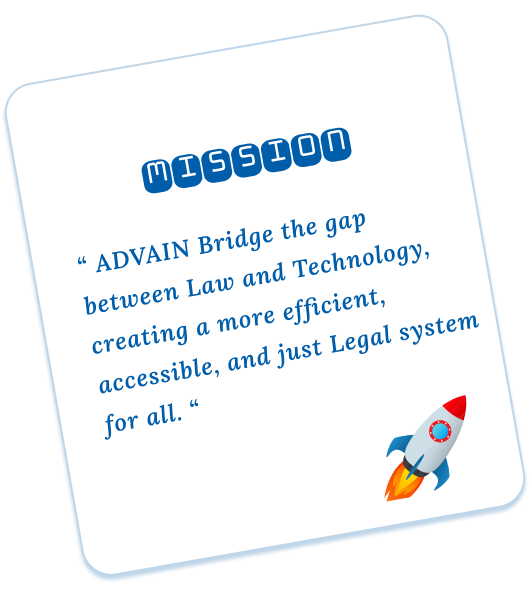 MISSION
“ ADVAIN Bridge the gap
between Law and Technology,
creating a more efficient,
accessible, and just Legal system
for all. “